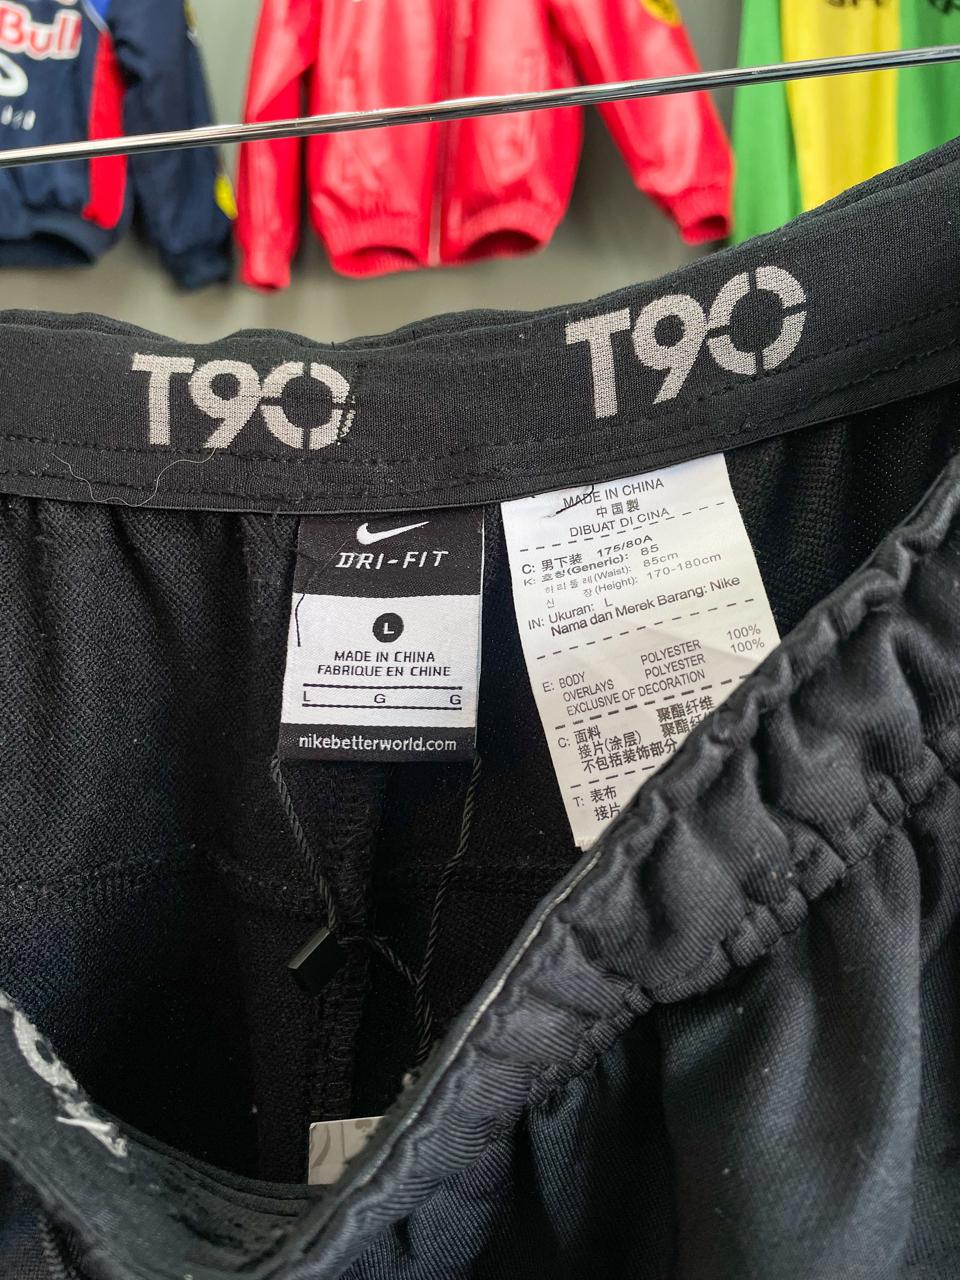 Bull
T90
T90
DRI-FIT
L
MADE IN CHINA
FABRIQUE EN CHINE
L G G
nikebetterworld.com
MADE IN CHINA
中国製
DIBUAT DI CINA
C: 男下装 175/80A
K: 호칭(Generic): 85
허리둘레(Waist): 85cm
신 장(Height): 170-180cm
IN: Ukuran: L
Nama dan Merek Barang: Nike
E: BODY POLYESTER 100%
OVERLAYS POLYESTER 100%
EXCLUSIVE OF DECORATION
C: 面料 聚酯纤维
接片(涂层) 聚酯纤维
不包括装饰部分
T: 表布
接片